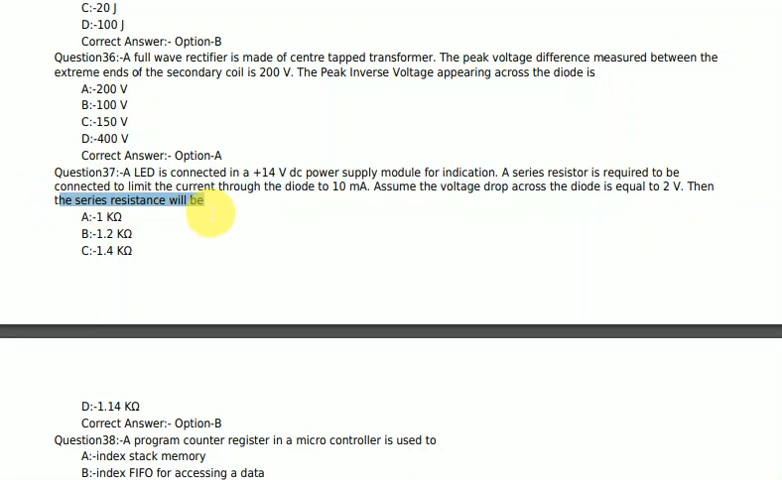 C:-20 J
D:-100 J
Correct Answer:- Option-B
Question36:-A full wave rectifier is made of centre tapped transformer. The peak voltage difference measured between the
extreme ends of the secondary coil is 200 V. The Peak Inverse Voltage appearing across the diode is
A:-200 V
B:-100 V
C:-150 V
D:-400 V
Correct Answer:- Option-A
Question37:-A LED is connected in a +14 V dc power supply module for indication. A series resistor is required to be
connected to limit the current through the diode to 10 mA. Assume the voltage drop across the diode is equal to 2 V. Then
the series resistance will be
A:-1 KΩ
B:-1.2 KΩ
C:-1.4 KΩ
D:-1.14 KΩ
Correct Answer:- Option-B
Question38:-A program counter register in a micro controller is used to
A:-index stack memory
B:-index FIFO for accessing a data